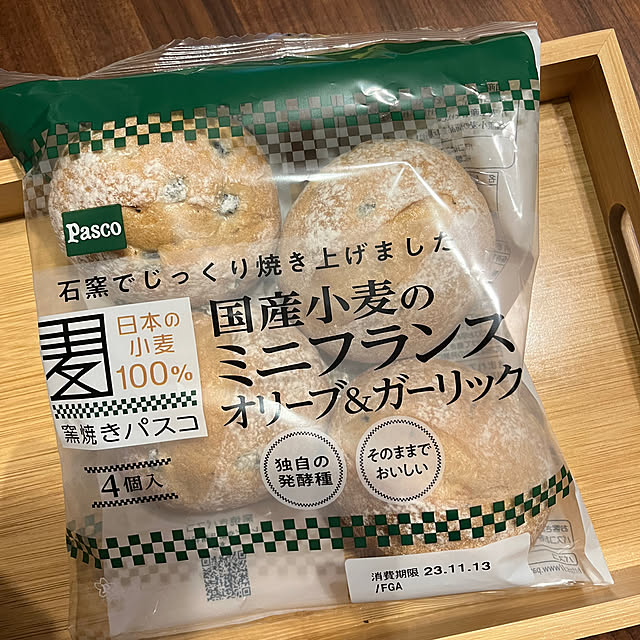 Pasco
石窯でじっくり焼き上げました
麦
日本の
小麦
100%
窯焼きパスコ
4個入
国産小麦の
ミニフランス
オリーブ&ガーリック
独自の
発酵種
そのままで
おいしい
消費期限 23.11.13
/FGA